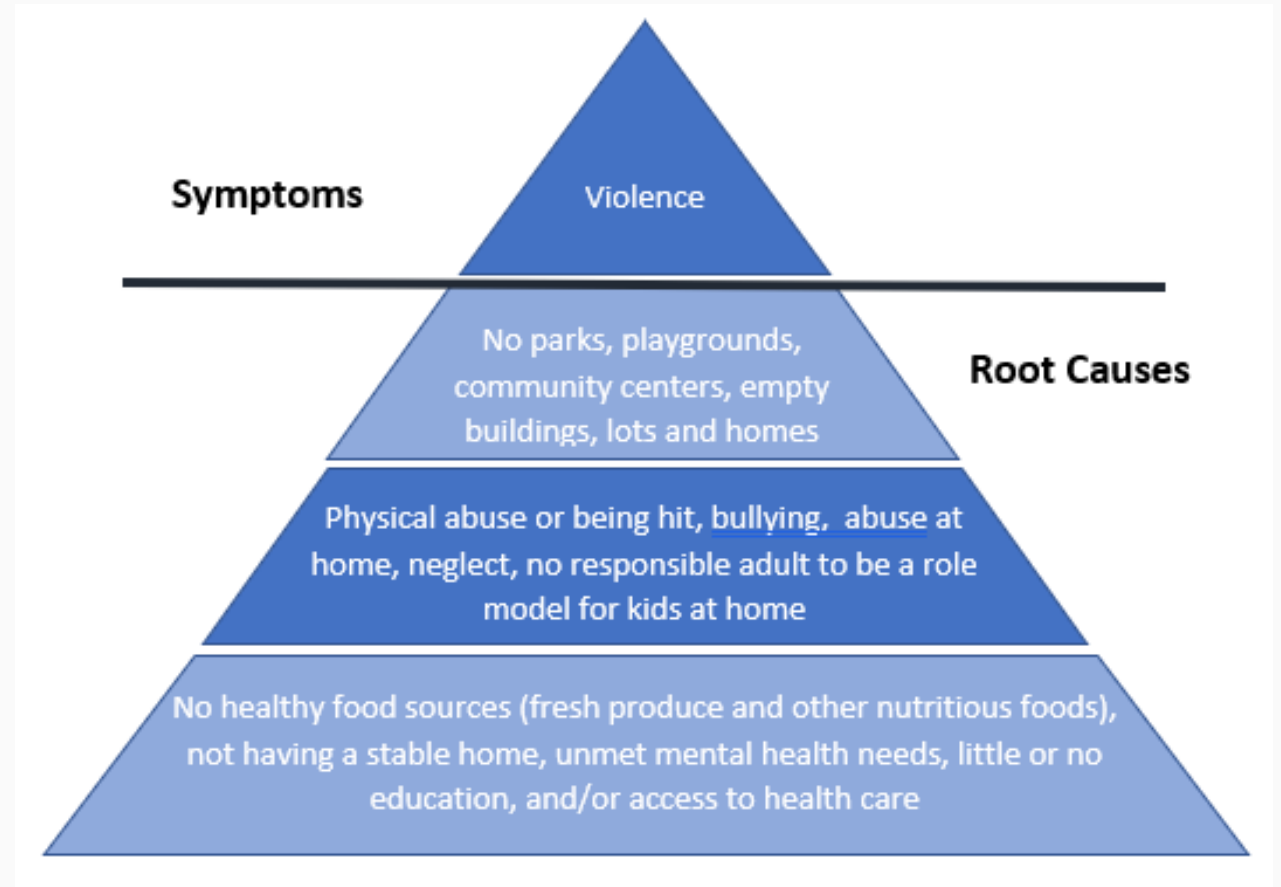 Symptoms
Violence
No parks, playgrounds,
community centers, empty
buildings, lots and homes
Root Causes
Physical abuse or being hit, bullying,  abuse at
home, neglect, no responsible adult to be a role
model for kids at home
No healthy food sources (fresh produce and other nutritious foods),
not having a stable home, unmet mental health needs, little or no
education, and/or access to health care